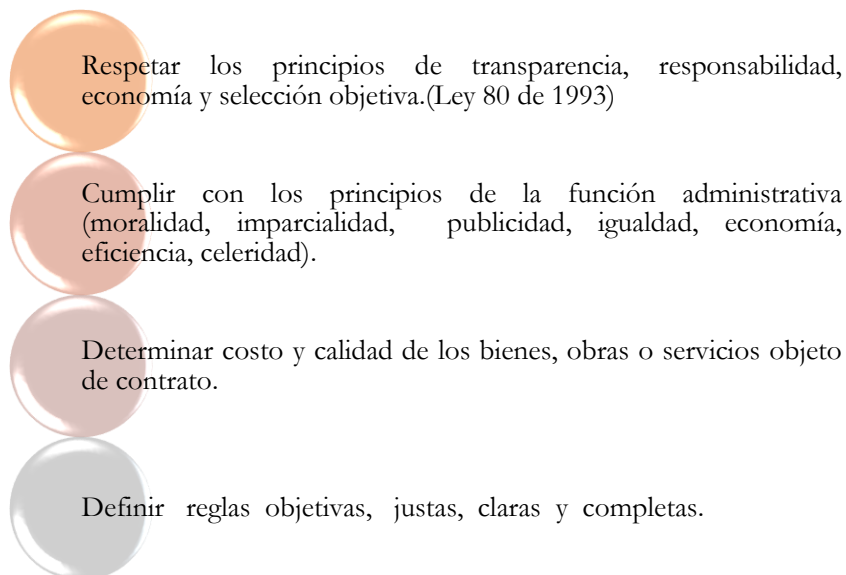 Respetar los principios de transparencia, responsabilidad,
economía y selección objetiva.(Ley 80 de 1993)
Cumplir con los principios de la función administrativa
(moralidad, imparcialidad, publicidad, igualdad, economía,
eficiencia, celeridad).
Determinar costo y calidad de los bienes, obras o servicios objeto
de contrato.
Definir reglas objetivas, justas, claras y completas.